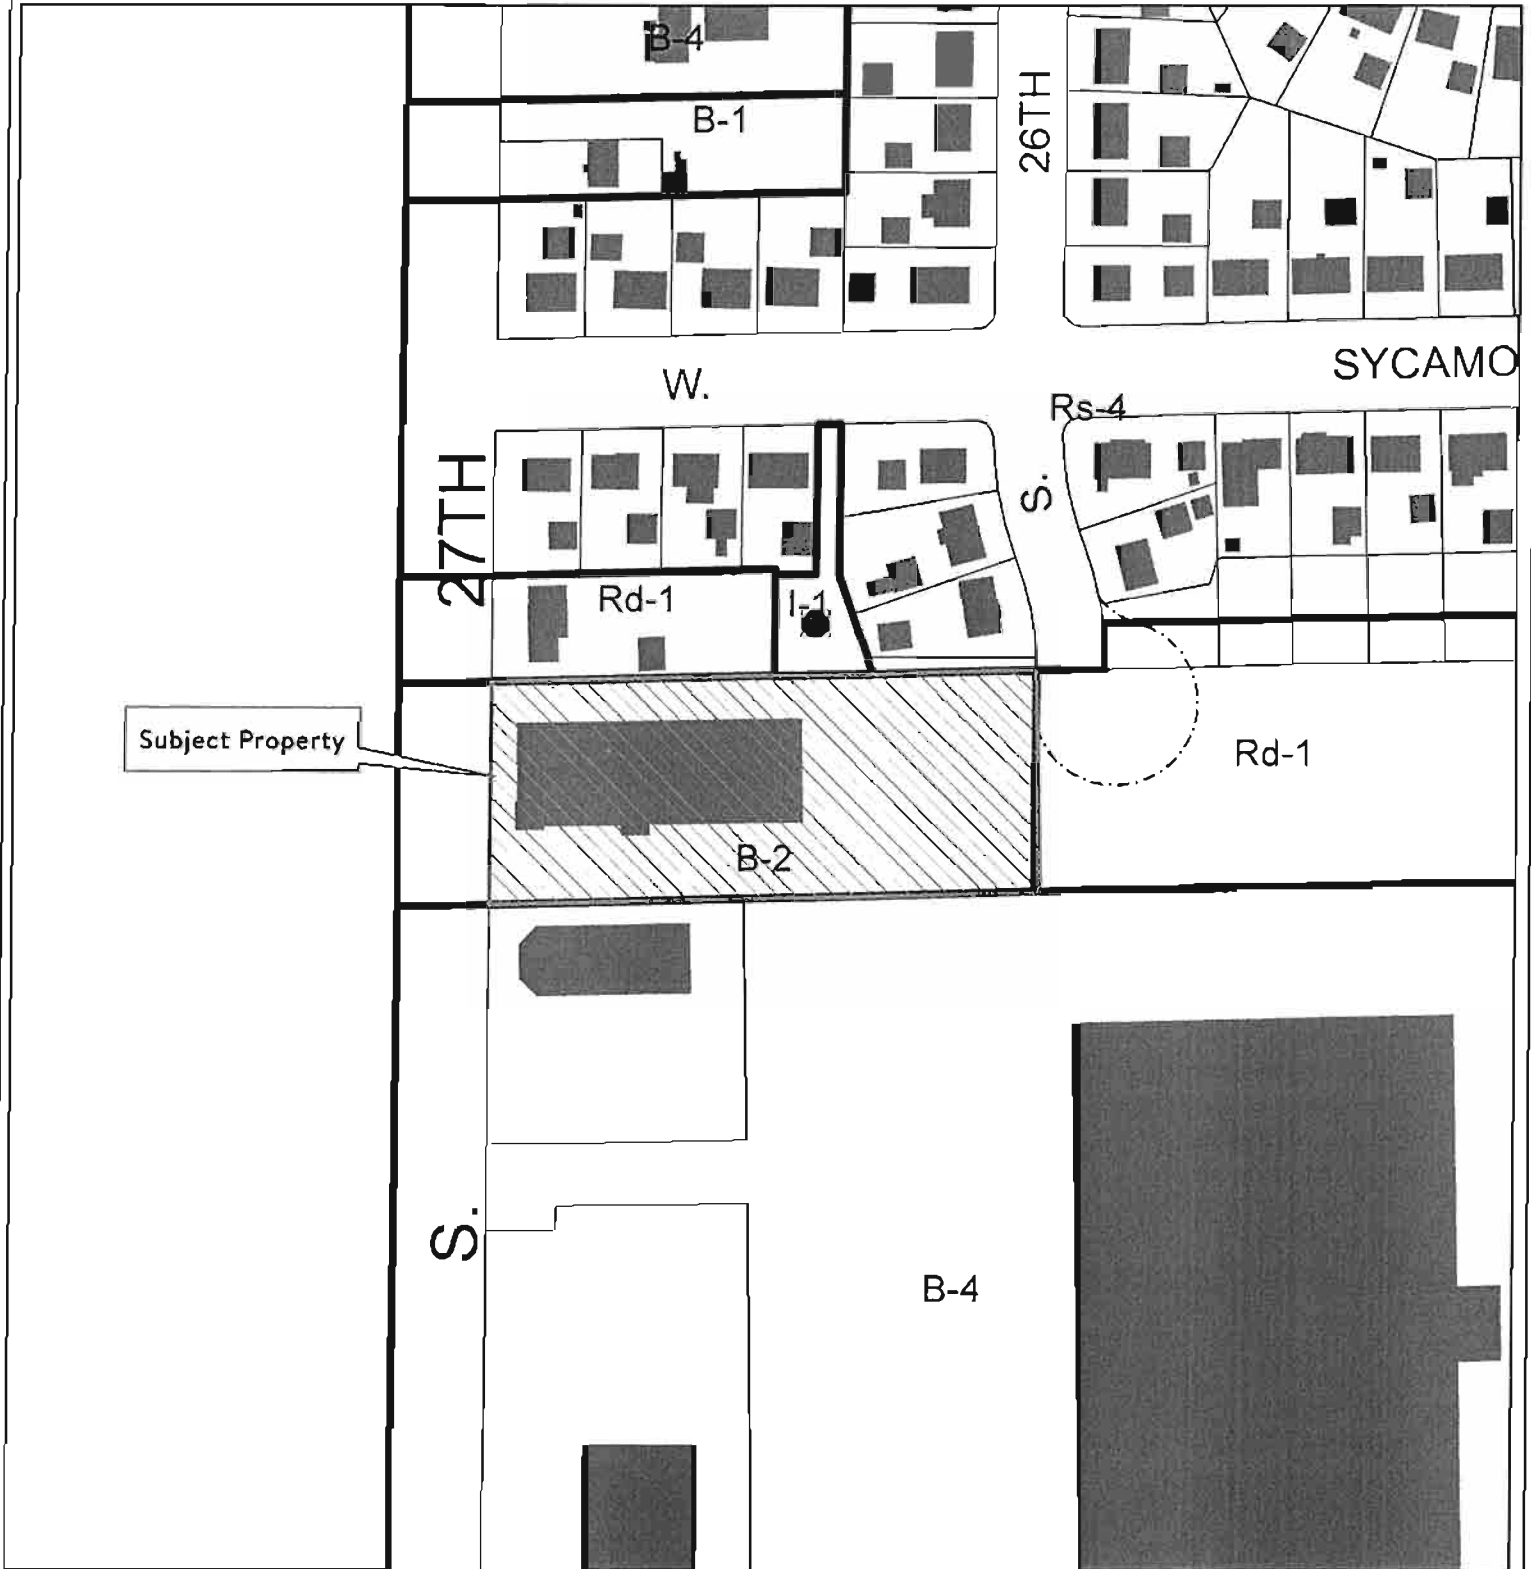 B-4
B-1
26TH
SYCAMO
W.
Rs-4
27TH
S.
Rd-1
I-1
Subject Property
Rd-1
B-2
S.
B-4